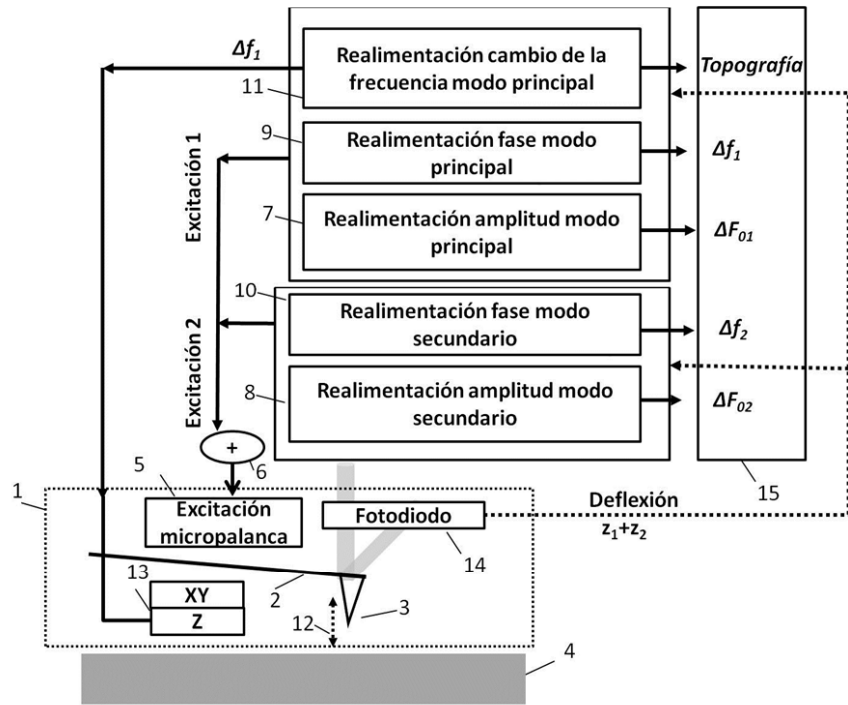 Δf₁
Realimentación cambio de la
frecuencia modo principal
11
Topografía
Excitación 1
9
Realimentación fase modo
principal
Δf₁
7
Realimentación amplitud modo
principal
ΔF₀₁
Excitación 2
10
Realimentación fase modo
secundario
Δf₂
8
Realimentación amplitud modo
secundario
ΔF₀₂
15
+
6
1
5
Excitación
micropalanca
Fotodiodo
14
Deflexión
z₁+z₂
13
XY
Z
2
12
3
4